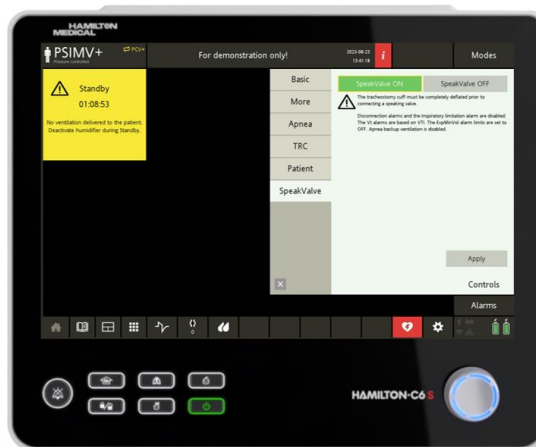 HAMILTON
MEDICAL
PSIMV+
PCV+
Pressure controlled
For demonstration only!
2023-09-23
13:41:18
i
Modes
Standby
01:08:53
No ventilation delivered to the patient.
Deactivate humidifier during Standby.
Basic
More
Apnea
TRC
Patient
SpeakValve
SpeakValve ON
SpeakValve OFF
The tracheostomy cuff must be completely deflated prior to
connecting a speaking valve.
Disconnection alarms and the Inspiratory limitation alarm are disabled.
The Vt alarms are based on VTI. The ExpMinVol alarm limits are set to
OFF. Apnea backup ventilation is disabled.
Apply
X
Controls
Alarms
0
HAMILTON-C6 S